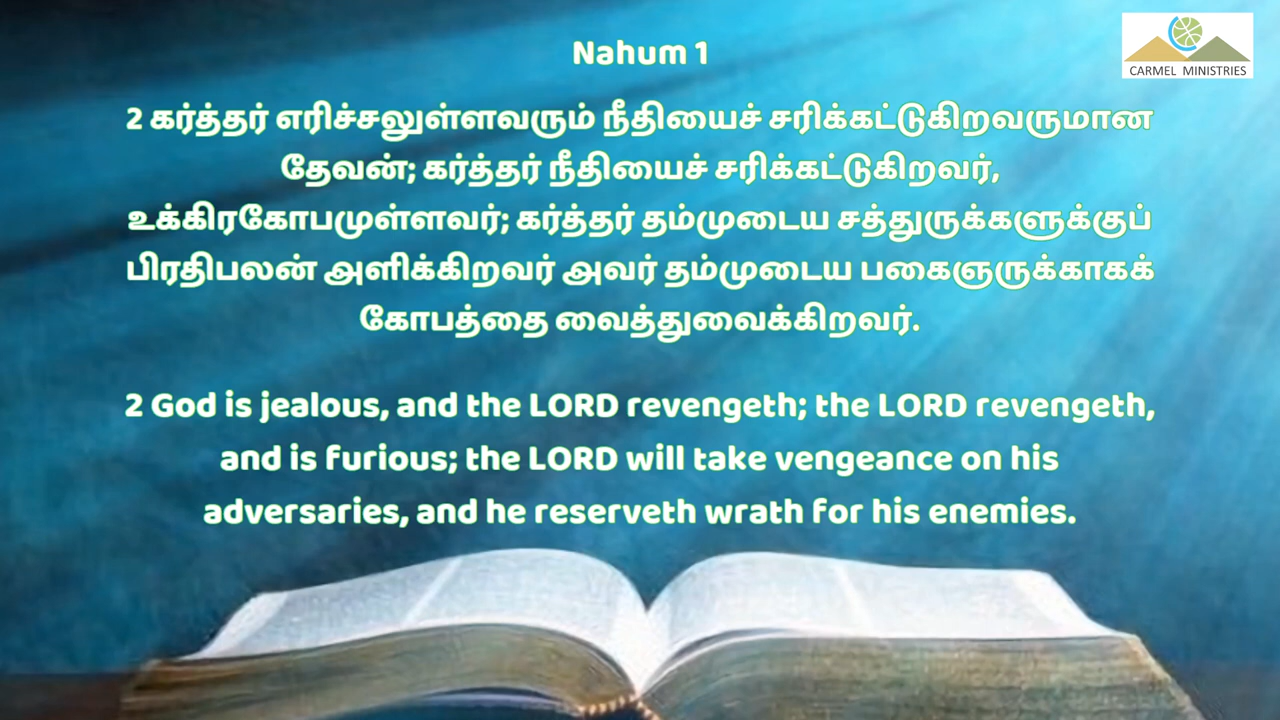 Nahum 1
CARMEL MINISTRIES
2 கர்த்தர் எரிச்சலுள்ளவரும் நீதியைச் சரிக்கட்டுகிறவருமான
தேவன்; கர்த்தர் நீதியைச் சரிக்கட்டுகிறவர்,
உக்கிரகோபமுள்ளவர்; கர்த்தர் தம்முடைய சத்துருக்களுக்குப்
பிரதிபலன் அளிக்கிறவர் அவர் தம்முடைய பகைஞருக்காகக்
கோபத்தை வைத்துவைக்கிறவர்.
2 God is jealous, and the LORD revengeth; the LORD revengeth,
and is furious; the LORD will take vengeance on his
adversaries, and he reserveth wrath for his enemies.